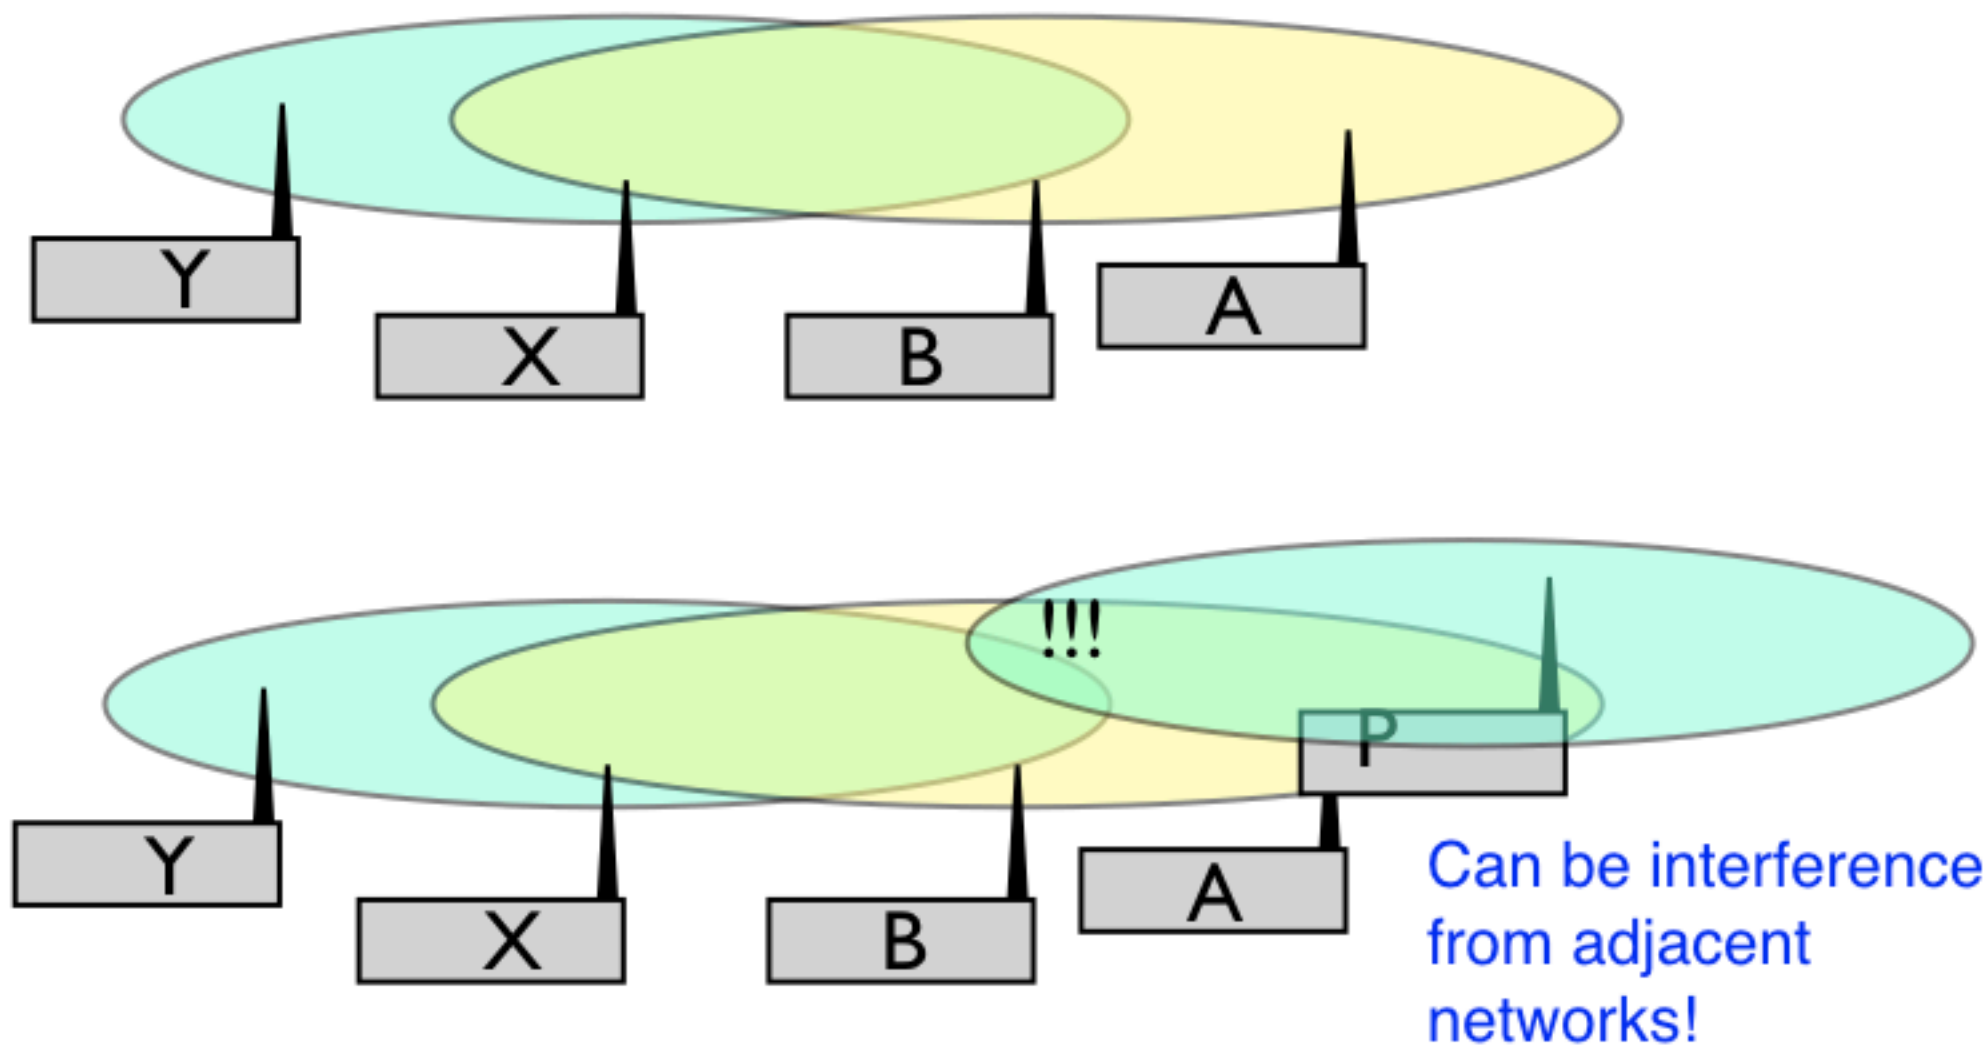 Y
X
B
A
!!!
P
Y
X
B
A
Can be interference
from adjacent
networks!